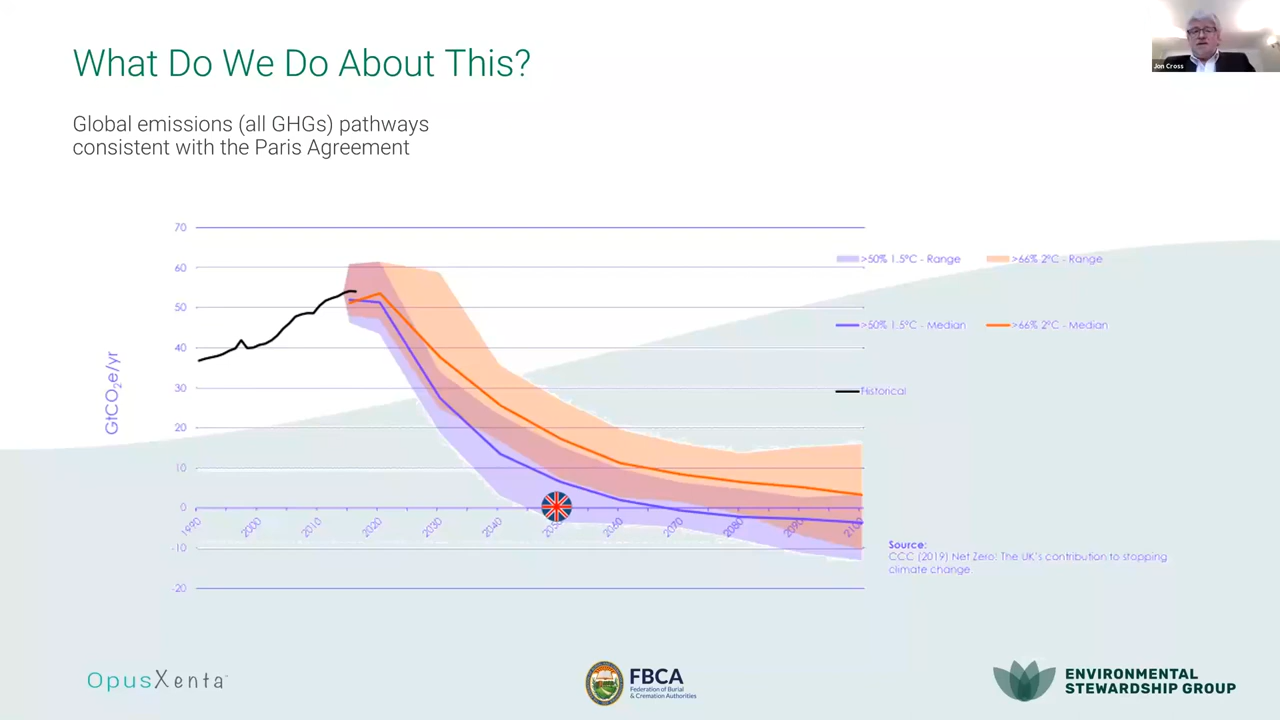 What Do We Do About This?
Jon Cross
Global emissions (all GHGs) pathways
consistent with the Paris Agreement
GtCO₂e/yr
70
60
50
40
30
20
10
0
-10
-20
1990
2000
2010
2020
2030
2040
2050
2060
2070
2080
2090
2100
>50% 1.5°C - Range
>66% 2°C - Range
>50% 1.5°C - Median
>66% 2°C - Median
Historical
Source:
CCC (2019) Net Zero: The UK's contribution to stopping
climate change.
OpusXenta
FBCA
Federation of Burial
& Cremation Authorities
ENVIRONMENTAL
STEWARDSHIP GROUP